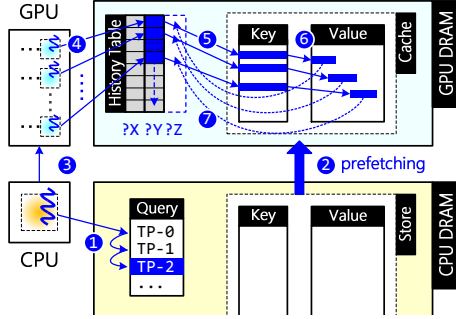 GPU
History Table
?X ?Y ?Z
Key
Value
Cache
GPU DRAM
4
5
6
7
3
2 prefetching
CPU
1
Query
TP-0
TP-1
TP-2
...
Key
Value
Store
CPU DRAM